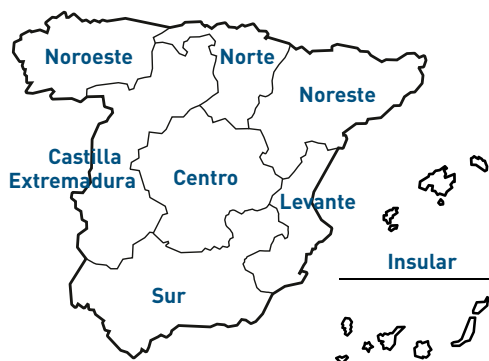 Noroeste
Norte
Noreste
Castilla
Extremadura
Centro
Levante
Insular
Sur